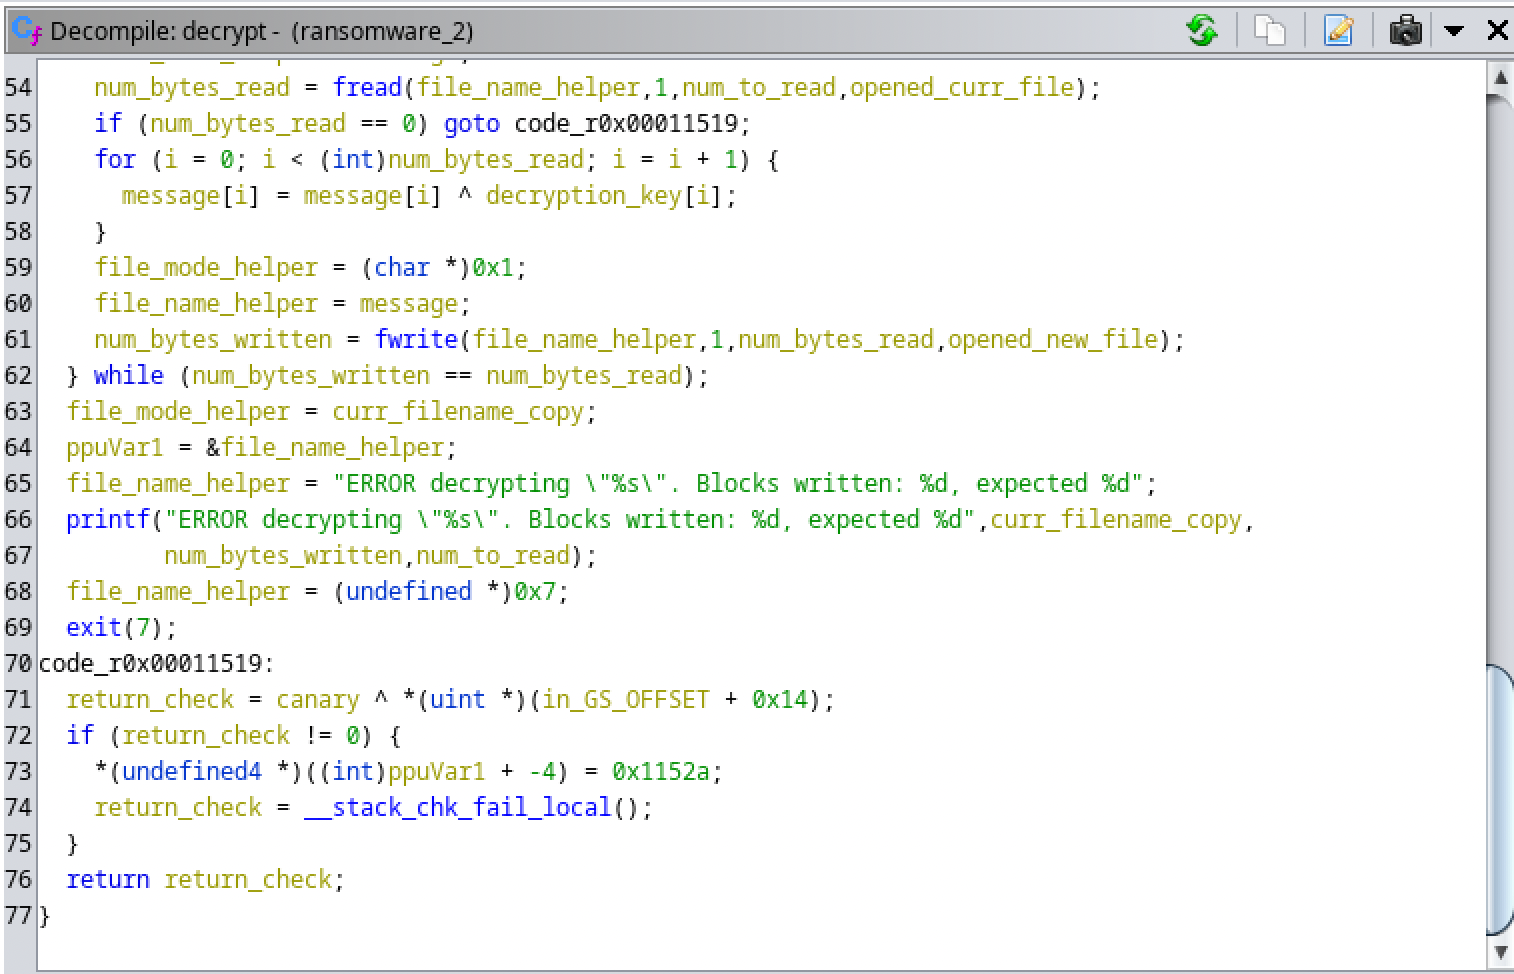 Decompile: decrypt - (ransomware_2)
54 num_bytes_read = fread(file_name_helper,1,num_to_read,opened_curr_file);
55 if (num_bytes_read == 0) goto code_r0x00011519;
56 for (i = 0; i < (int)num_bytes_read; i = i + 1) {
57 message[i] = message[i] ^ decryption_key[i];
58 }
59 file_mode_helper = (char *)0x1;
60 file_name_helper = message;
61 num_bytes_written = fwrite(file_name_helper,1,num_bytes_read,opened_new_file);
62 } while (num_bytes_written == num_bytes_read);
63 file_mode_helper = curr_filename_copy;
64 ppuVar1 = &file_name_helper;
65 file_name_helper = "ERROR decrypting \"%s\". Blocks written: %d, expected %d";
66 printf("ERROR decrypting \"%s\". Blocks written: %d, expected %d",curr_filename_copy,
67 num_bytes_written,num_to_read);
68 file_name_helper = (undefined *)0x7;
69 exit(7);
70 code_r0x00011519:
71 return_check = canary ^ *(uint *)(in_GS_OFFSET + 0x14);
72 if (return_check != 0) {
73 *(undefined4 *)((int)ppuVar1 + -4) = 0x1152a;
74 return_check = __stack_chk_fail_local();
75 }
76 return return_check;
77 }